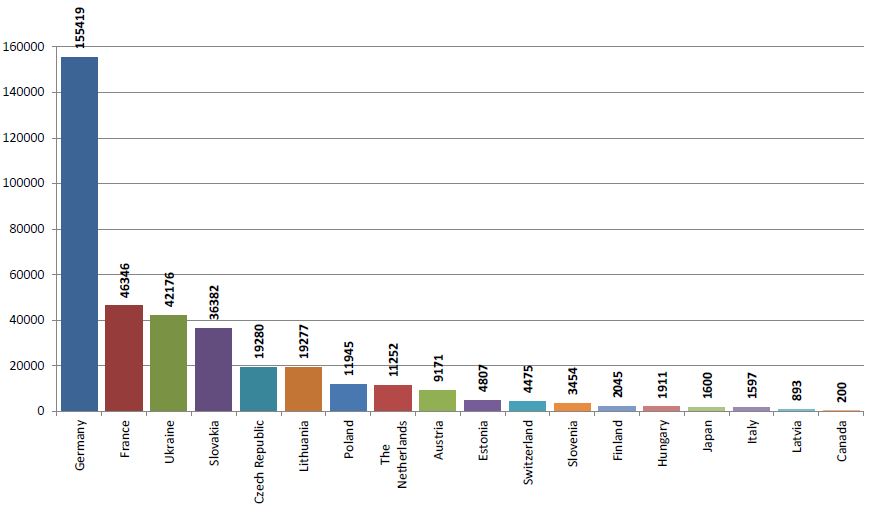 160000
140000
120000
100000
80000
60000
40000
20000
0
155419
46346
42176
36382
19280
19277
11945
11252
9171
4807
4475
3454
2045
1911
1600
1597
893
200
Germany
France
Ukraine
Slovakia
Czech Republic
Lithuania
Poland
The
Netherlands
Austria
Estonia
Switzerland
Slovenia
Finland
Hungary
Japan
Italy
Latvia
Canada